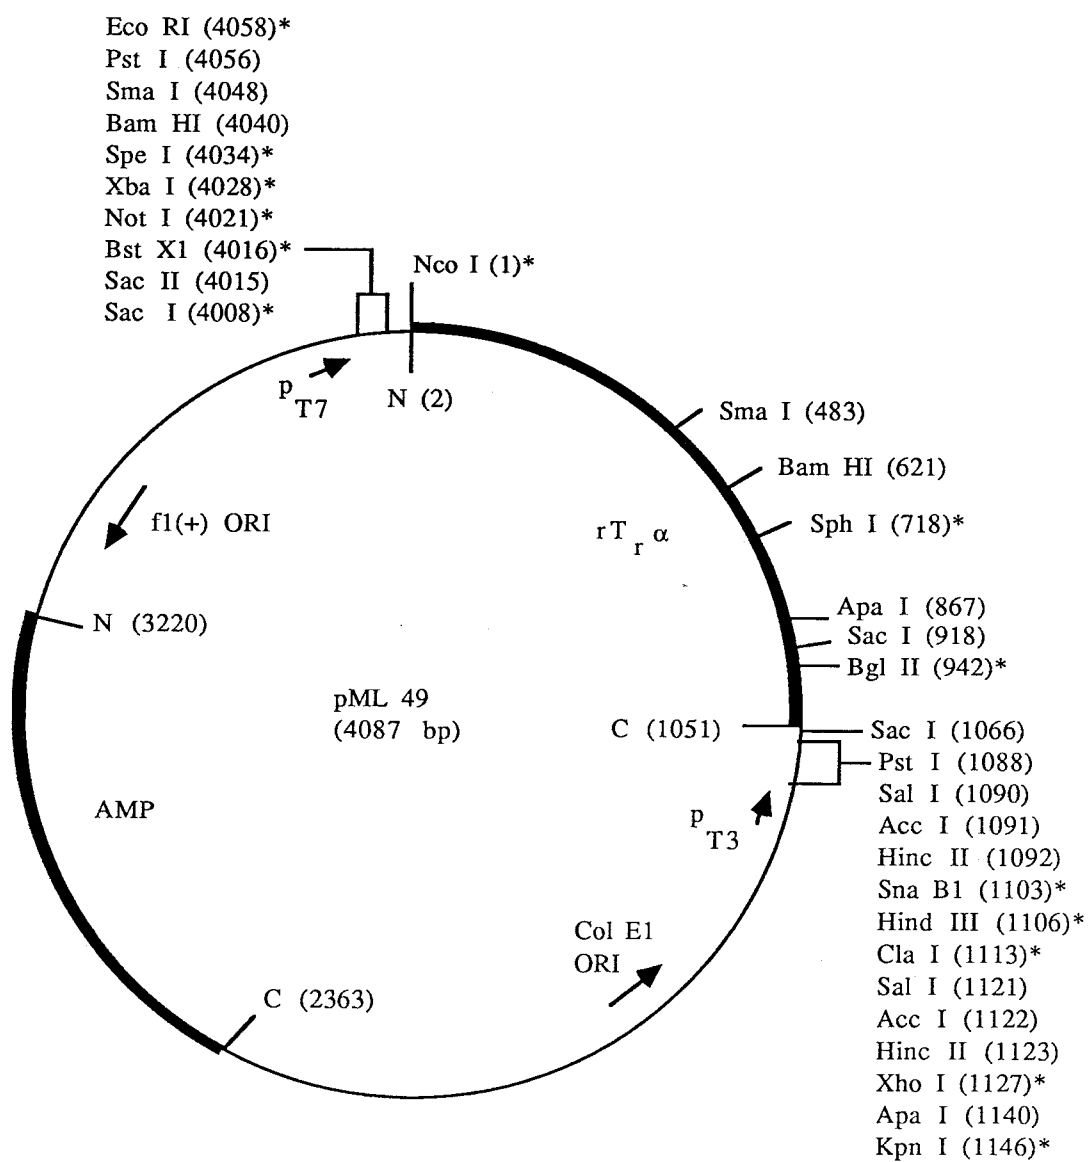 Eco RI (4058)*
Pst I (4056)
Sma I (4048)
Bam HI (4040)
Spe I (4034)*
Xba I (4028)*
Not I (4021)*
Bst X1 (4016)*
Sac II (4015)
Sac I (4008)*
Nco I (1)*
p T7
N (2)
Sma I (483)
Bam HI (621)
Sph I (718)*
f1(+) ORI
rT r α
Apa I (867)
Sac I (918)
Bgl II (942)*
N (3220)
pML 49
(4087 bp)
C (1051)
Sac I (1066)
Pst I (1088)
Sal I (1090)
Acc I (1091)
Hinc II (1092)
Sna B1 (1103)*
Hind III (1106)*
Cla I (1113)*
Sal I (1121)
Acc I (1122)
Hinc II (1123)
Xho I (1127)*
Apa I (1140)
Kpn I (1146)*
AMP
p T3
Col E1
ORI
C (2363)